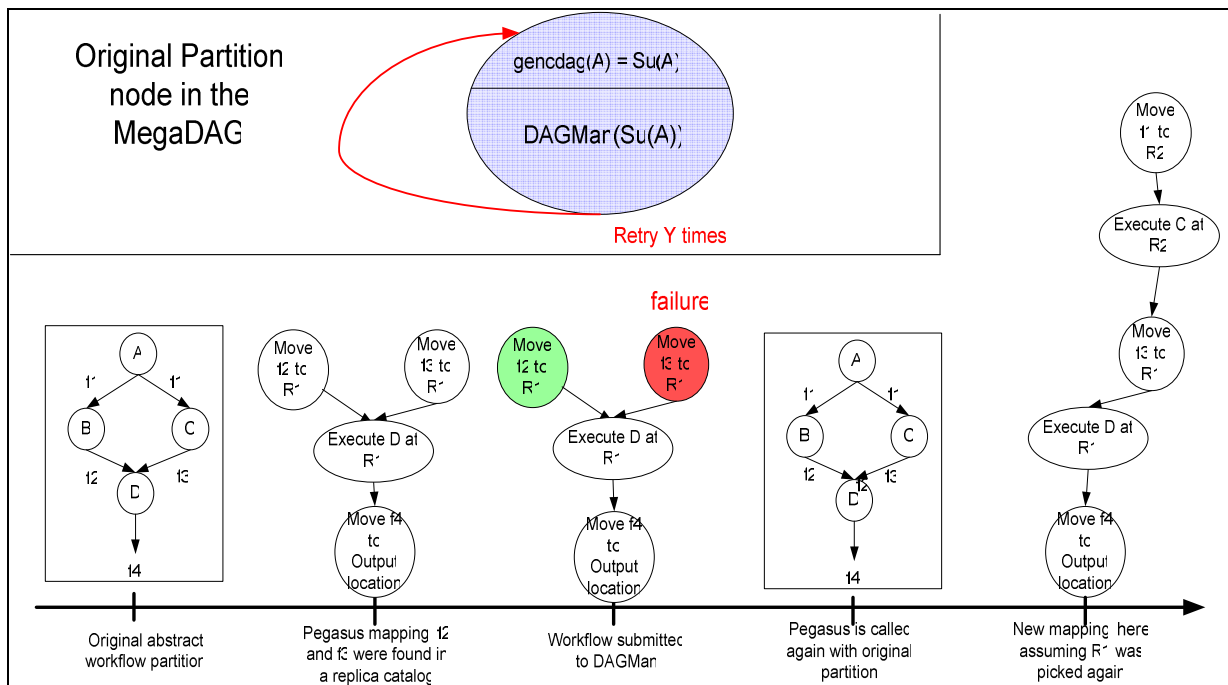 Original Partition
node in the
MegaDAG
gencdag(A) = Su(A)
DAGMan(Su(A))
Retry Y times
A
f1
f1
B
C
f2
f3
D
f4
Move
f2 to
R1
Move
f3 to
R1
Execute D at
R1
Move f4
to
Output
location
failure
Move
f2 to
R1
Move
f3 to
R1
Execute D at
R1
Move f4
to
Output
location
A
f1
f1
B
C
f2
f3
D
f2
f4
Move
f1 to
R2
Execute C at
R2
Move
f3 to
R1
Execute D at
R1
Move f4
to
Output
location
Original abstract
workflow partition
Pegasus mapping, f2
and f3 were found in
a replica catalog
Workflow submitted
to DAGMan
Pegasus is called
again with original
partition
New mapping, here
assuming R1 was
picked again